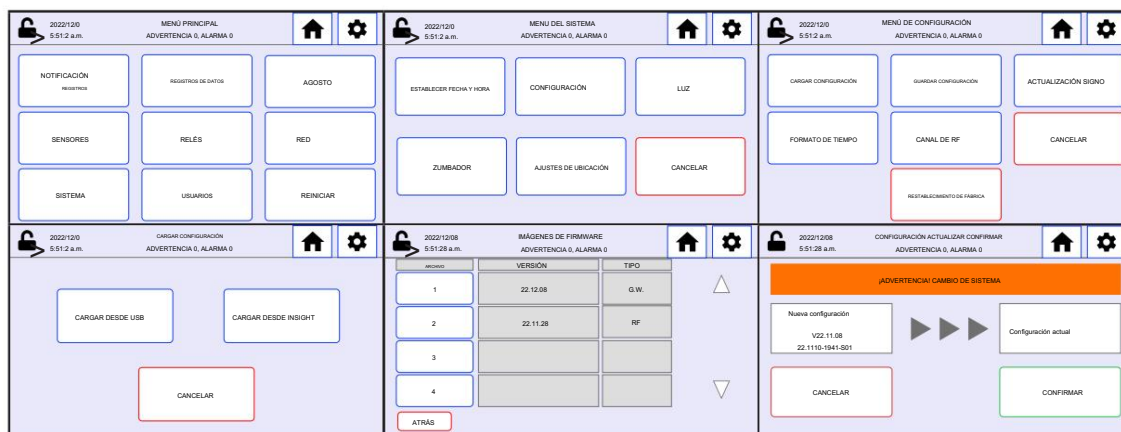 2022/12/0
5:51:2 a.m.
MENÚ PRINCIPAL
ADVERTENCIA 0, ALARMA 0
NOTIFICACIÓN
REGISTROS
REGISTROS DE DATOS
AGOSTO
SENSORES
RELÉS
RED
SISTEMA
USUARIOS
REINICIAR
2022/12/0
5:51:2 a.m.
MENU DEL SISTEMA
ADVERTENCIA 0, ALARMA 0
ESTABLECER FECHA Y HORA
CONFIGURACIÓN
LUZ
ZUMBADOR
AJUSTES DE UBICACIÓN
CANCELAR
2022/12/0
5:51:2 a.m.
MENÚ DE CONFIGURACIÓN
ADVERTENCIA 0, ALARMA 0
CARGAR CONFIGURACIÓN
GUARDAR CONFIGURACIÓN
ACTUALIZACIÓN SIGNO
FORMATO DE TIEMPO
CANAL DE RF
CANCELAR
RESTABLECIMIENTO DE FÁBRICA
2022/12/0
5:51:28 a.m.
CARGAR CONFIGURACIÓN
ADVERTENCIA 0, ALARMA 0
CARGAR DESDE USB
CARGAR DESDE INSIGHT
CANCELAR
2022/12/08
5:51:28 a.m.
IMÁGENES DE FIRMWARE
ADVERTENCIA 0, ALARMA 0
ARCHIVO
VERSIÓN
TIPO
1
22.12.08
G.W.
2
22.11.28
RF
3
4
ATRÁS
2022/12/08
5:51:28 a.m.
CONFIGURACIÓN ACTUALIZAR CONFIRMAR
ADVERTENCIA 0, ALARMA 0
¡ADVERTENCIA! CAMBIO DE SISTEMA
Nueva configuración
V22.11.08
22.1110-1941-S01
Configuración actual
CANCELAR
CONFIRMAR